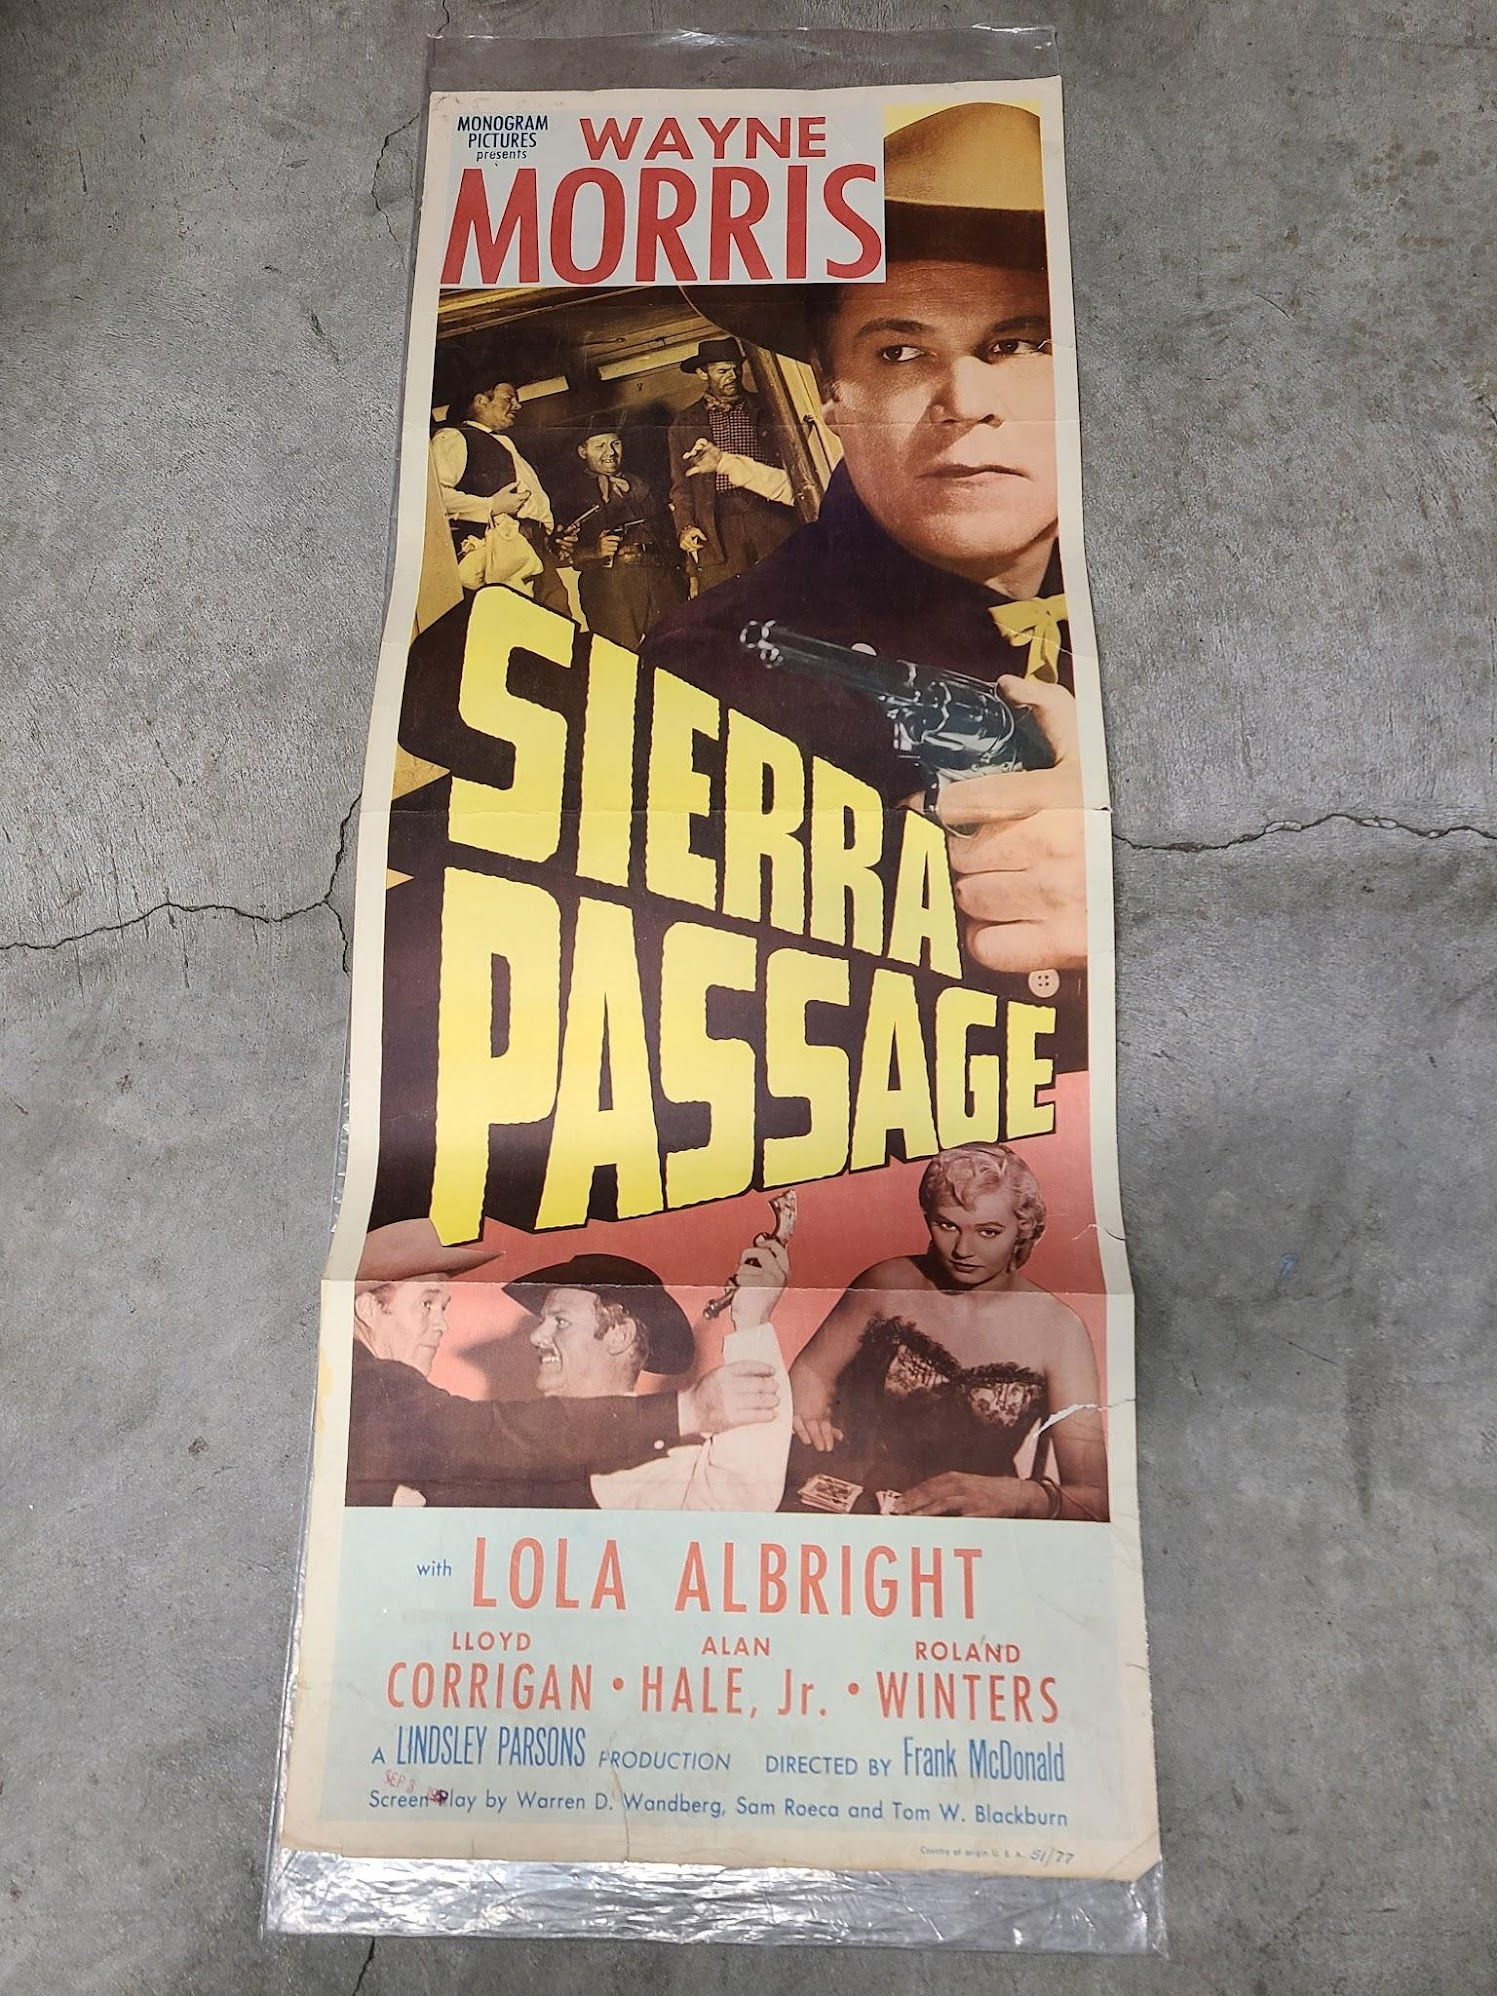 MONOGRAM
PICTURES
presents
WAYNE
MORRIS
SIERRA
PASSAGE
with LOLA ALBRIGHT
LLOYD ALAN ROLAND
CORRIGAN • HALE, Jr. • WINTERS
A LINDSLEY PARSONS PRODUCTION DIRECTED BY Frank McDonald
SEP 3
Screen Play by Warren D. Wandberg, Sam Roeca and Tom W. Blackburn
Country of origin U. S. A. 51/77